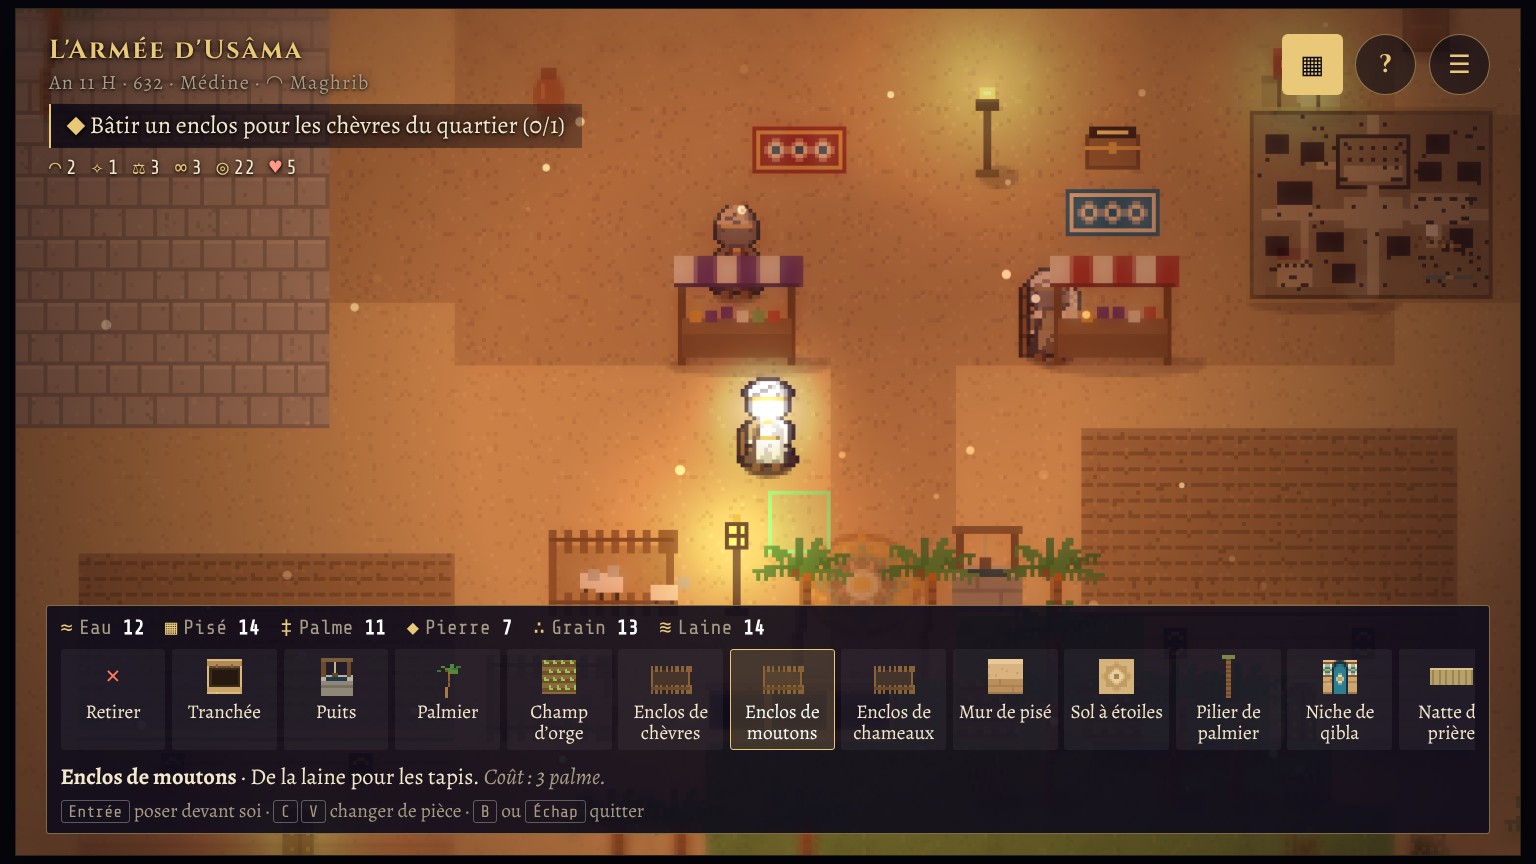 L'Armée d'Usâma
An 11 H · 632 · Médine · ◠ Maghrib
◆ Bâtir un enclos pour les chèvres du quartier (0/1)
◠ 2 ✧ 1 ⚖ 3 ∞ 3 ◎ 22 ♥ 5
▦ ? ☰
≈ Eau 12 ▦ Pisé 14 ‡ Palme 11 ◆ Pierre 7 ∴ Grain 13 ≋ Laine 14
✕
Retirer
Tranchée
Puits
Palmier
Champ
d'orge
Enclos de
chèvres
Enclos de
moutons
Enclos de
chameaux
Mur de pisé
Sol à étoiles
Pilier de
palmier
Niche de
qibla
Natte d
prière
Enclos de moutons · De la laine pour les tapis. Coût : 3 palme.
Entrée poser devant soi · C V changer de pièce · B ou Échap quitter